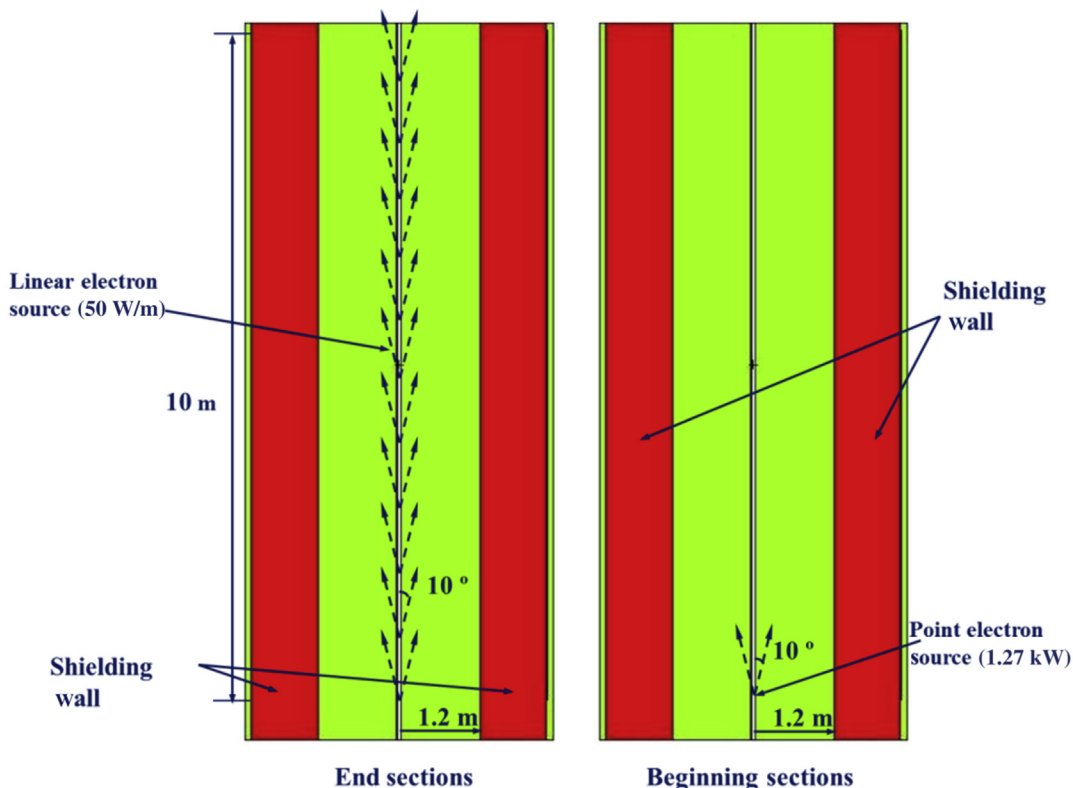 Linear electron
source (50 W/m)
10 m
10 º
Shielding
wall
1.2 m
End sections
Shielding
wall
10 º
Point electron
source (1.27 kW)
1.2 m
Beginning sections